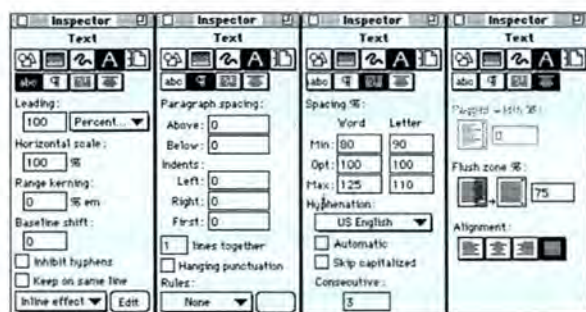 Inspector
Text
abc ¶
Leading:
100 Percent...
Horizontal scale:
100 %
Range kerning:
0 % em
Baseline shift:
0
Inhibit hyphens
Keep on same line
Inline effect Edit
Inspector
Text
abc ¶
Paragraph spacing:
Above: 0
Below: 0
Indents:
Left: 0
Right: 0
First: 0
1 lines together
Hanging punctuation
Rules:
None
Inspector
Text
abc ¶
Spacing %:
Word Letter
Min: 80 90
Opt: 100 100
Max: 125 110
Hyphenation:
US English
Automatic
Skip capitalized
Consecutive:
3
Inspector
Text
abc ¶
Ragged width %:
0
Flush zone %:
75
Alignment: